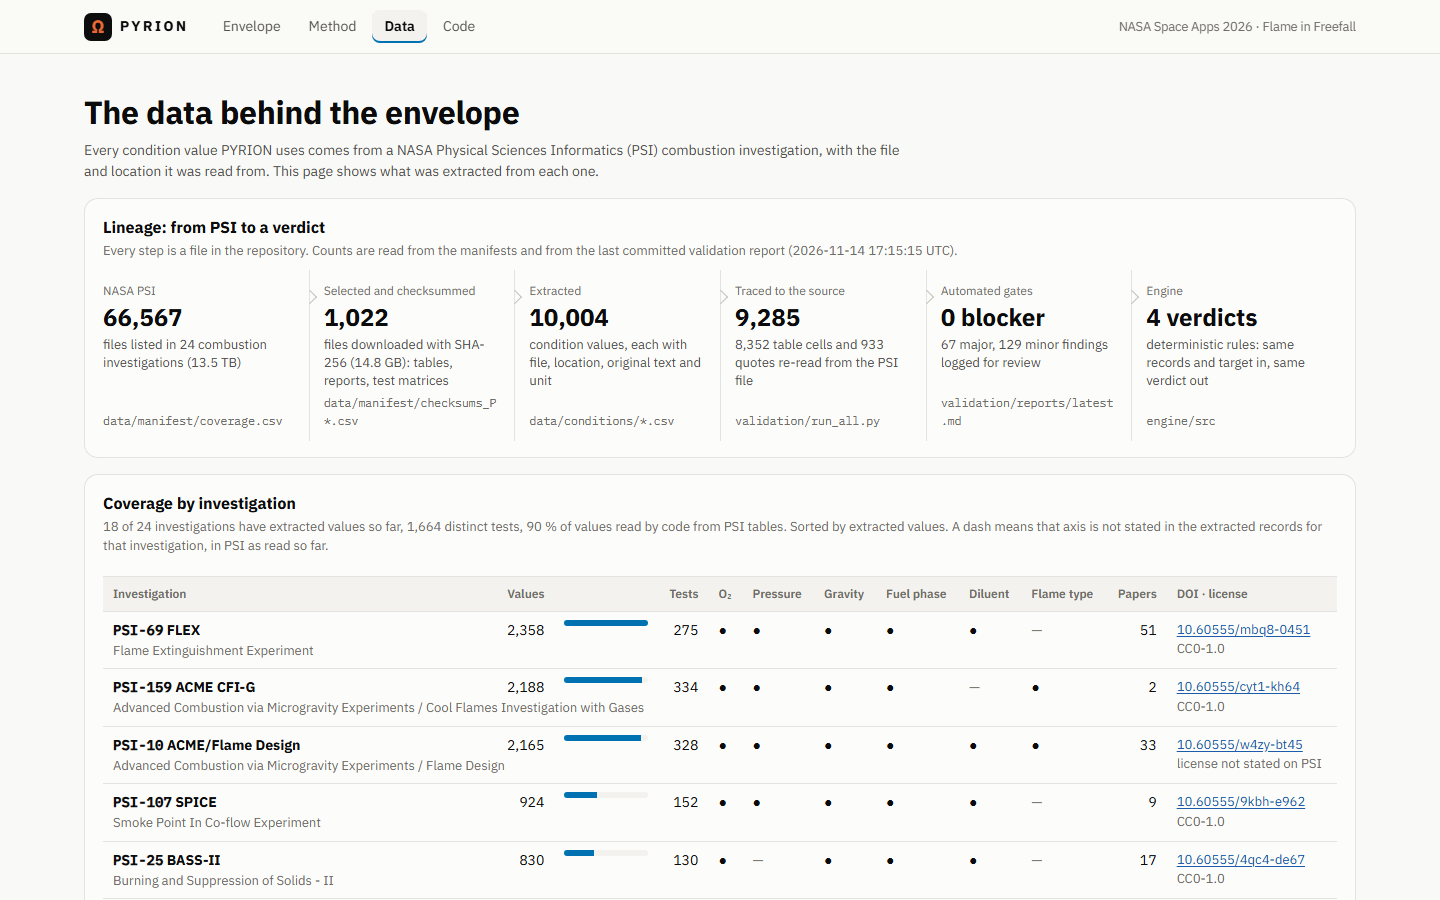 Ω PYRION Envelope Method Data Code NASA Space Apps 2026 · Flame in Freefall
The data behind the envelope
Every condition value PYRION uses comes from a NASA Physical Sciences Informatics (PSI) combustion investigation, with the file
and location it was read from. This page shows what was extracted from each one.
Lineage: from PSI to a verdict
Every step is a file in the repository. Counts are read from the manifests and from the last committed validation report (2026-11-14 17:15:15 UTC).
NASA PSI
66,567
files listed in 24 combustion
investigations (13.5 TB)
data/manifest/coverage.csv
Selected and checksummed
1,022
files downloaded with SHA-
256 (14.8 GB): tables,
reports, test matrices
data/manifest/checksums_P
*.csv
Extracted
10,004
condition values, each with
file, location, original text and
unit
data/conditions/*.csv
Traced to the source
9,285
8,352 table cells and 933
quotes re-read from the PSI
file
validation/run_all.py
Automated gates
0 blocker
67 major, 129 minor findings
logged for review
validation/reports/latest
.md
Engine
4 verdicts
deterministic rules: same
records and target in, same
verdict out
engine/src
Coverage by investigation
18 of 24 investigations have extracted values so far, 1,664 distinct tests, 90 % of values read by code from PSI tables. Sorted by extracted values. A dash means that axis is not stated in the extracted records for
that investigation, in PSI as read so far.
Investigation Values Tests O₂ Pressure Gravity Fuel phase Diluent Flame type Papers DOI · license
PSI-69 FLEX 2,358 275 ● ● ● ● ● — 51 10.60555/mbq8-0451
Flame Extinguishment Experiment CC0-1.0
PSI-159 ACME CFI-G 2,188 334 ● ● ● ● — ● 2 10.60555/cyt1-kh64
Advanced Combustion via Microgravity Experiments / Cool Flames Investigation with Gases CC0-1.0
PSI-10 ACME/Flame Design 2,165 328 ● ● ● ● ● ● 33 10.60555/w4zy-bt45
Advanced Combustion via Microgravity Experiments / Flame Design license not stated on PSI
PSI-107 SPICE 924 152 ● ● ● ● ● — 9 10.60555/9kbh-e962
Smoke Point In Co-flow Experiment CC0-1.0
PSI-25 BASS-II 830 130 ● — ● ● ● — 17 10.60555/4qc4-de67
Burning and Suppression of Solids - II CC0-1.0